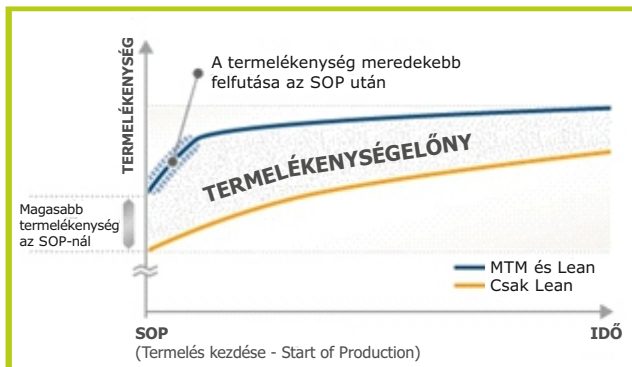 TERMELÉKENYSÉG
A termelékenység meredekebb
felfutása az SOP után
TERMELÉKENYSÉGELŐNY
Magasabb
termelékenység
az SOP-nál
MTM és Lean
Csak Lean
SOP
IDŐ
(Termelés kezdése - Start of Production)